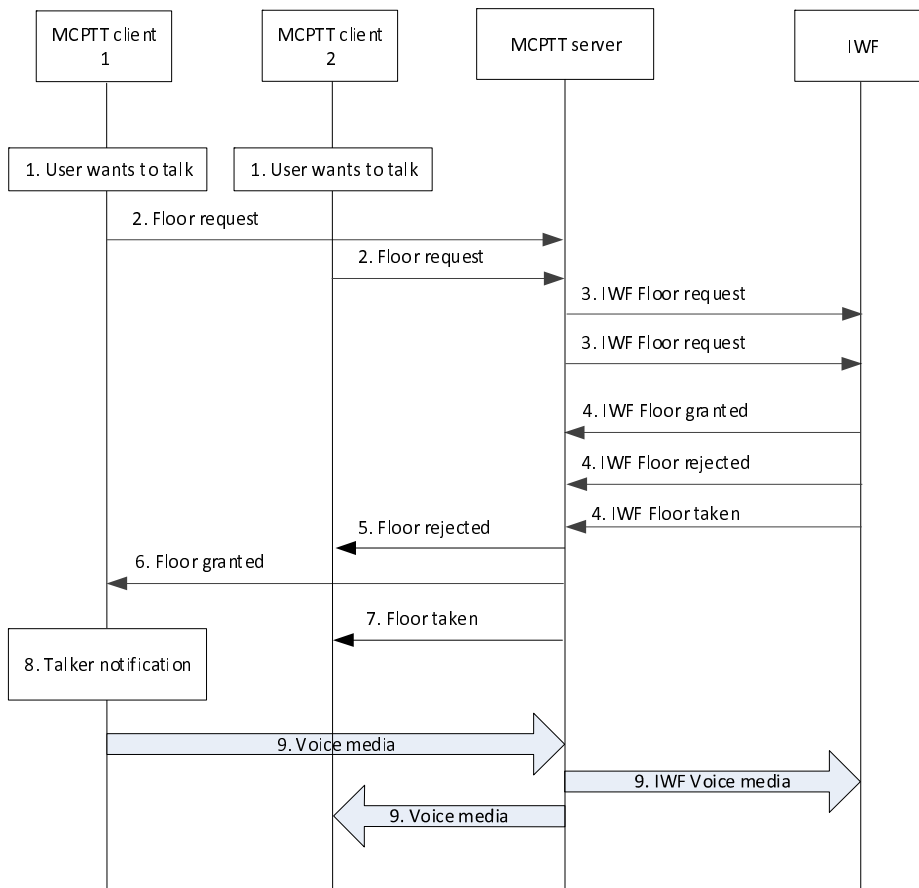 MCPTT client
1
MCPTT client
2
MCPTT server
IWF
1. User wants to talk
1. User wants to talk
2. Floor request
2. Floor request
3. IWF Floor request
3. IWF Floor request
4. IWF Floor granted
4. IWF Floor rejected
4. IWF Floor taken
5. Floor rejected
6. Floor granted
7. Floor taken
8. Talker notification
9. Voice media
9. IWF Voice media
9. Voice media